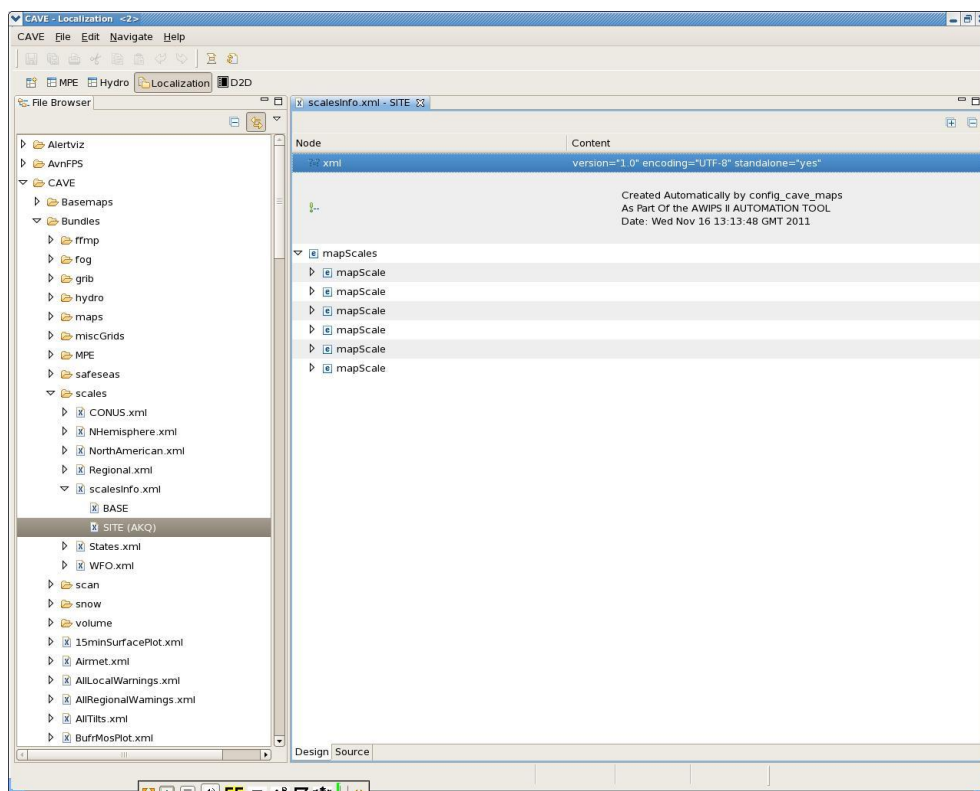 CAVE - Localization <2>
CAVE File Edit Navigate Help
MPE Hydro Localization D2D
File Browser
Alertviz
AvnFPS
CAVE
Basemaps
Bundles
ffmp
fog
grib
hydro
maps
miscGrids
MPE
safeseas
scales
CONUS.xml
NHemisphere.xml
NorthAmerican.xml
Regional.xml
scalesInfo.xml
BASE
SITE (AKQ)
States.xml
WFO.xml
scan
snow
volume
15minSurfacePlot.xml
Airmet.xml
AllLocalWarnings.xml
AllRegionalWarnings.xml
AllTilts.xml
BufrMosPlot.xml
scalesInfo.xml - SITE
Node Content
xml version="1.0" encoding="UTF-8" standalone="yes"
Created Automatically by config_cave_maps
As Part Of the AWIPS II AUTOMATION TOOL
Date: Wed Nov 16 13:13:48 GMT 2011
mapScales
mapScale
mapScale
mapScale
mapScale
mapScale
mapScale
Design Source